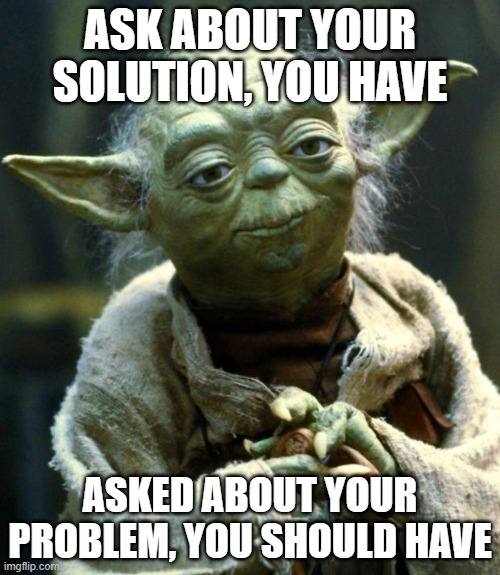 ASK ABOUT YOUR
SOLUTION, YOU HAVE
ASKED ABOUT YOUR
PROBLEM, YOU SHOULD HAVE
imgflip.com